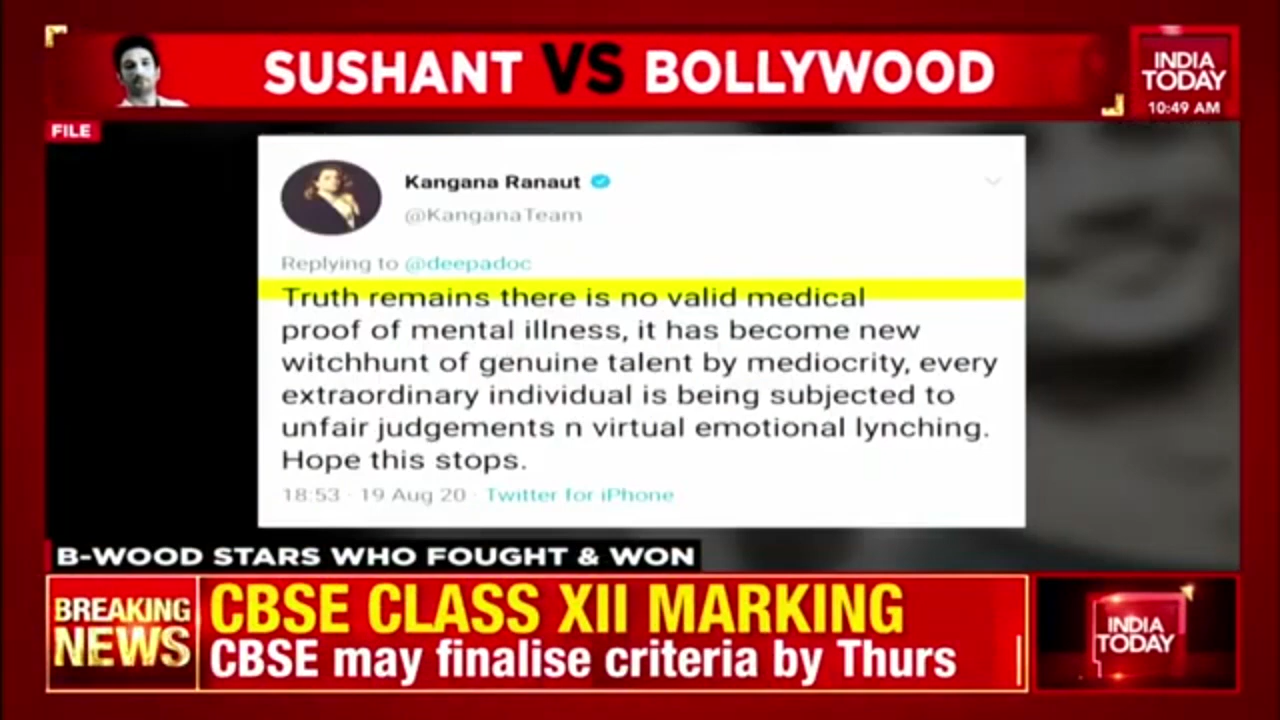 SUSHANT VS BOLLYWOOD
INDIA
TODAY
10:49 AM
FILE
Kangana Ranaut
@KanganaTeam
Replying to @deepadoc
Truth remains there is no valid medical
proof of mental illness, it has become new
witchhunt of genuine talent by mediocrity, every
extraordinary individual is being subjected to
unfair judgements n virtual emotional lynching.
Hope this stops.
18:53 · 19 Aug 20 · Twitter for iPhone
B-WOOD STARS WHO FOUGHT & WON
BREAKING
NEWS
CBSE CLASS XII MARKING
CBSE may finalise criteria by Thurs
INDIA
TODAY